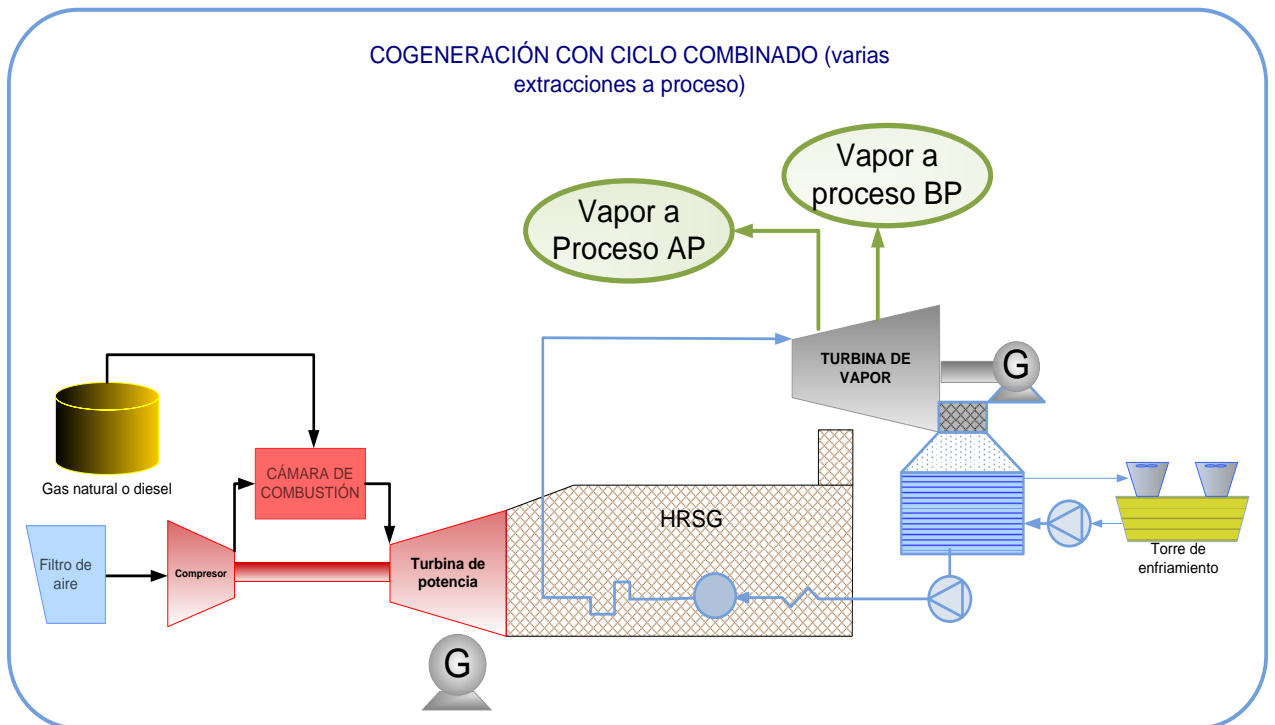 COGENERACIÓN CON CICLO COMBINADO (varias
extracciones a proceso)
Vapor a
proceso BP
Vapor a
Proceso AP
TURBINA DE
VAPOR
G
Gas natural o diesel
CÁMARA DE
COMBUSTIÓN
HRSG
Filtro de
aire
Compresor
Turbina de
potencia
Torre de
enfriamiento
G